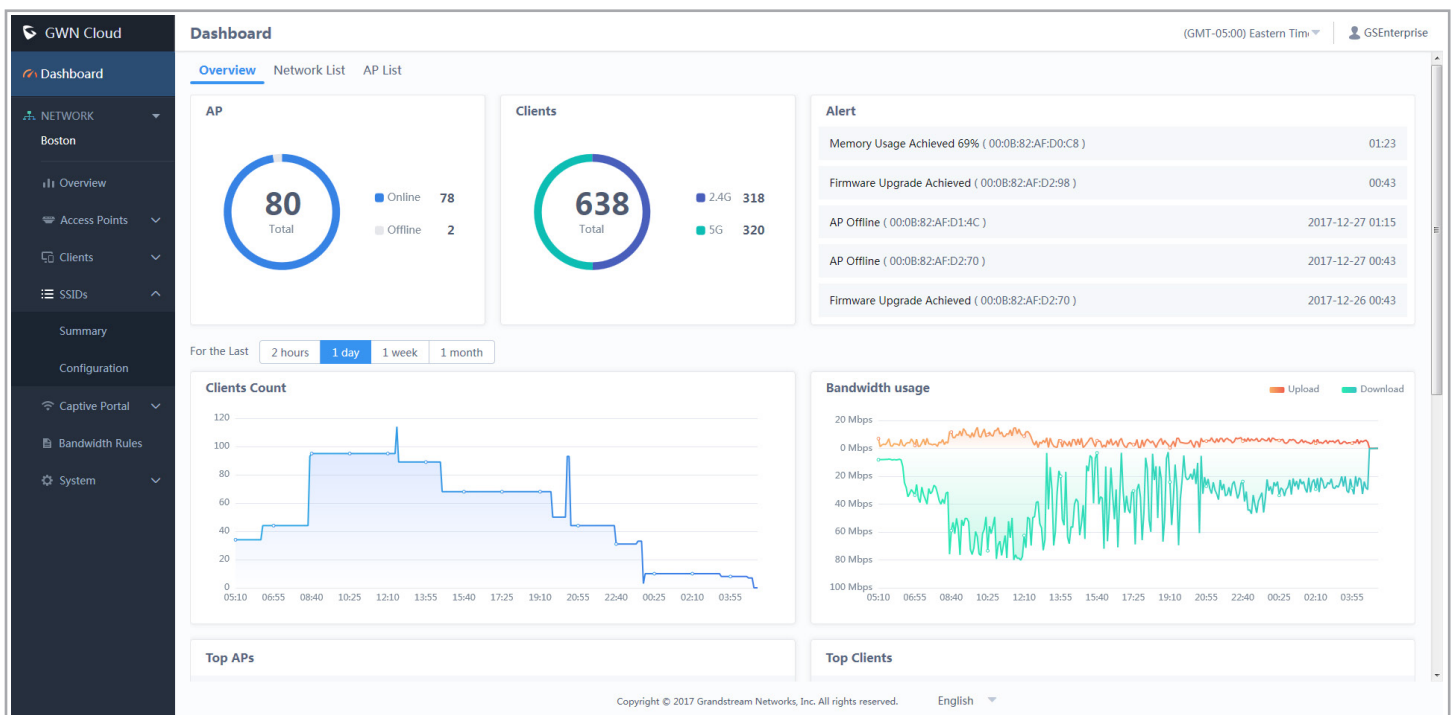 GWN Cloud
Dashboard
(GMT-05:00) Eastern Tim
GSEnterprise
Dashboard
NETWORK
Boston
Overview
Access Points
Clients
SSIDs
Summary
Configuration
Captive Portal
Bandwidth Rules
System
Overview Network List AP List
AP
80
Total
Online 78
Offline 2
Clients
638
Total
2.4G 318
5G 320
Alert
Memory Usage Achieved 69% ( 00:0B:82:AF:D0:C8 ) 01:23
Firmware Upgrade Achieved ( 00:0B:82:AF:D2:98 ) 00:43
AP Offline ( 00:0B:82:AF:D1:4C ) 2017-12-27 01:15
AP Offline ( 00:0B:82:AF:D2:70 ) 2017-12-27 00:43
Firmware Upgrade Achieved ( 00:0B:82:AF:D2:70 ) 2017-12-26 00:43
For the Last 2 hours 1 day 1 week 1 month
Clients Count
120
100
80
60
40
20
0
05:10 06:55 08:40 10:25 12:10 13:55 15:40 17:25 19:10 20:55 22:40 00:25 02:10 03:55
Bandwidth usage
Upload Download
20 Mbps
0 Mbps
20 Mbps
40 Mbps
60 Mbps
80 Mbps
100 Mbps
05:10 06:55 08:40 10:25 12:10 13:55 15:40 17:25 19:10 20:55 22:40 00:25 02:10 03:55
Top APs
Top Clients
Copyright © 2017 Grandstream Networks, Inc. All rights reserved. English